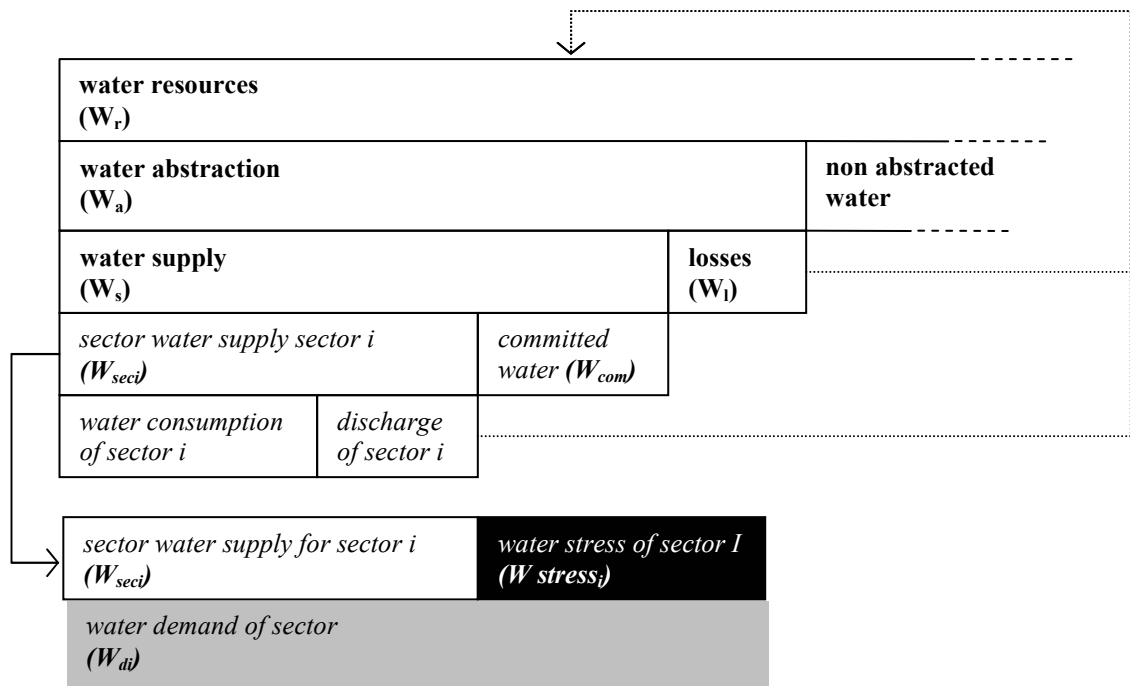 water resources
(Wr)
water abstraction
(Wa)
non abstracted
water
water supply
(Ws)
losses
(Wl)
sector water supply sector i
(Wseci)
committed
water (Wcom)
water consumption
of sector i
discharge
of sector i
sector water supply for sector i
(Wseci)
water stress of sector I
(W stressi)
water demand of sector
(Wdi)